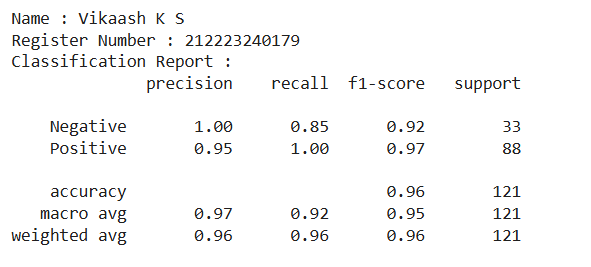 Name : Vikaash K S
Register Number : 212223240179
Classification Report :
precision recall f1-score support
Negative 1.00 0.85 0.92 33
Positive 0.95 1.00 0.97 88
accuracy 0.96 121
macro avg 0.97 0.92 0.95 121
weighted avg 0.96 0.96 0.96 121